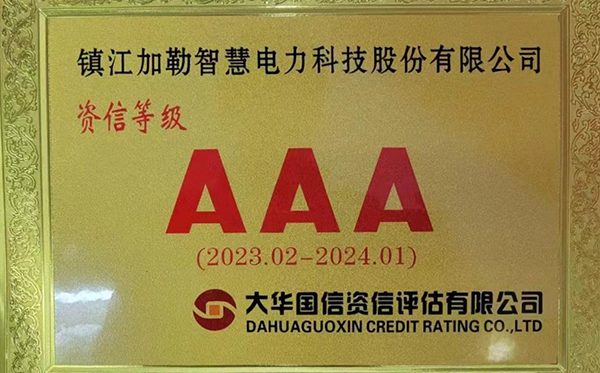 镇江加勒智慧电力科技股份有限公司
资信等级
AAA
(2023.02-2024.01)
大华国信资信评估有限公司
DAHUAGUOXIN CREDIT RATING CO.,LTD